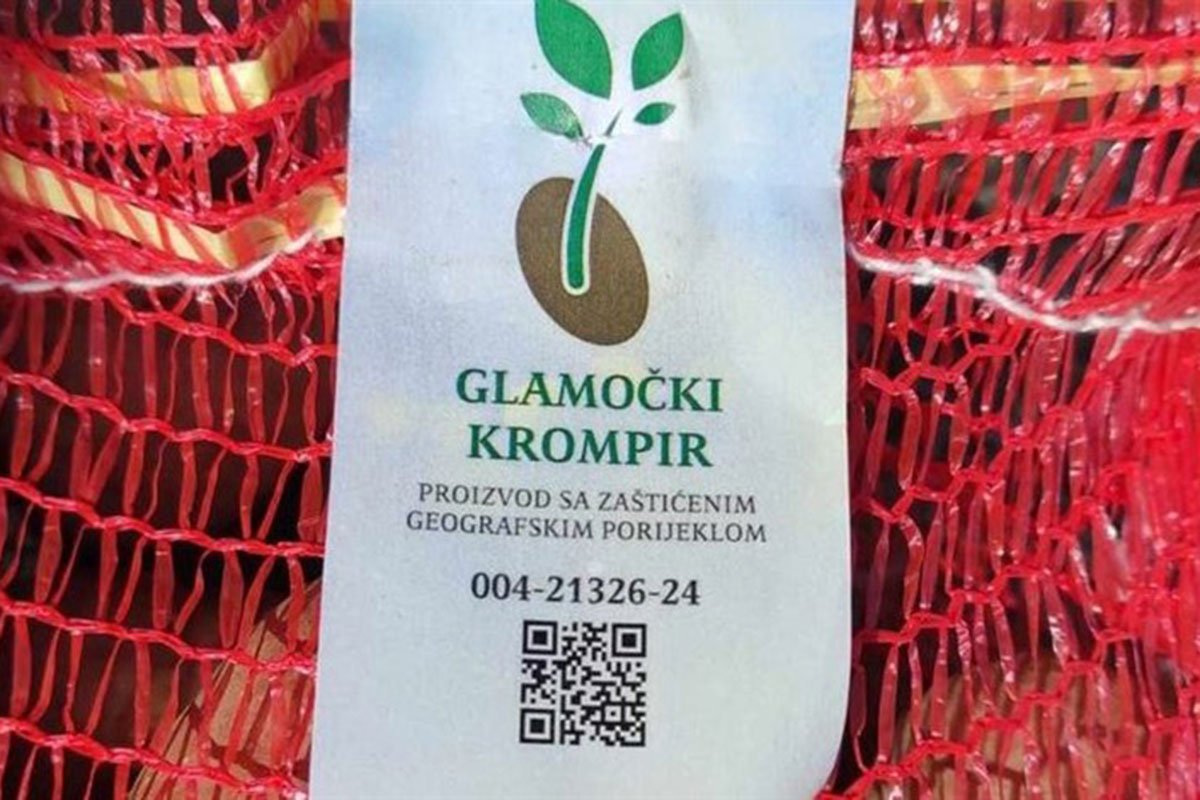 GLAMOČKI
KROMPIR
PROIZVOD SA ZAŠTIĆENIM
GEOGRAFSKIM PORIJEKLOM
004-21326-24